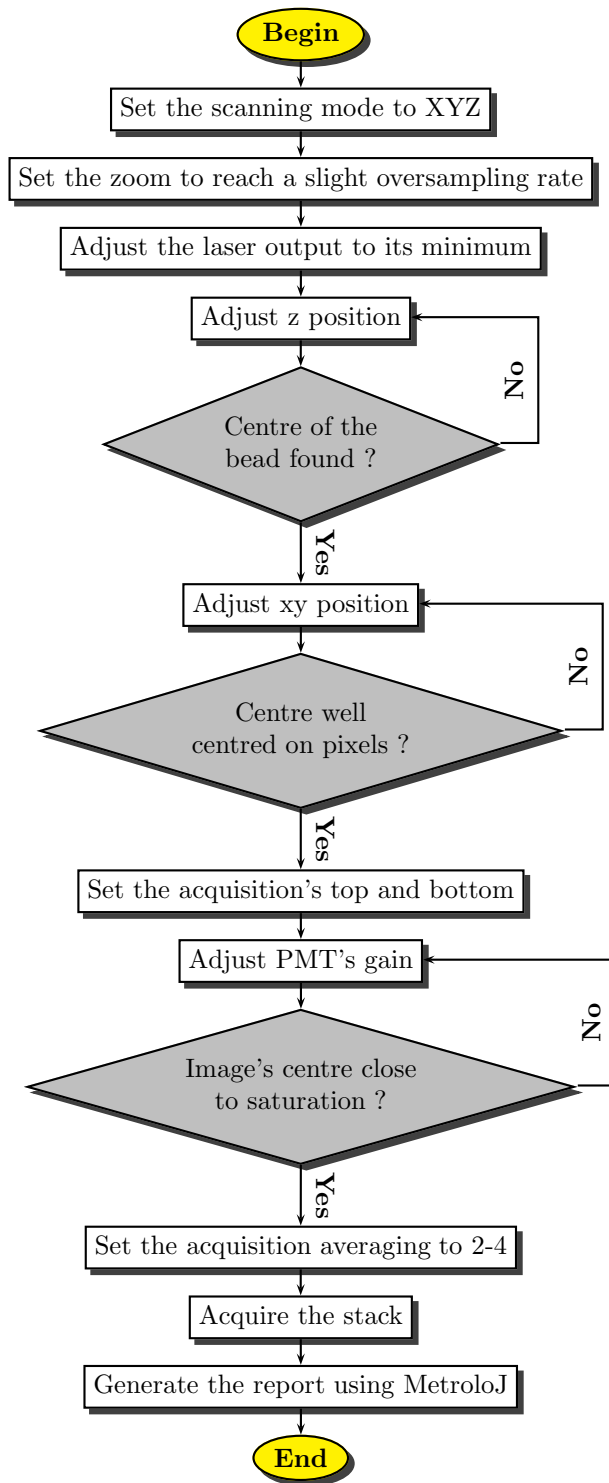 Begin
Set the scanning mode to XYZ
Set the zoom to reach a slight oversampling rate
Adjust the laser output to its minimum
Adjust z position
No
Centre of the
bead found ?
Yes
Adjust xy position
No
Centre well
centred on pixels ?
Yes
Set the acquisition's top and bottom
Adjust PMT's gain
No
Image's centre close
to saturation ?
Yes
Set the acquisition averaging to 2-4
Acquire the stack
Generate the report using MetroloJ
End